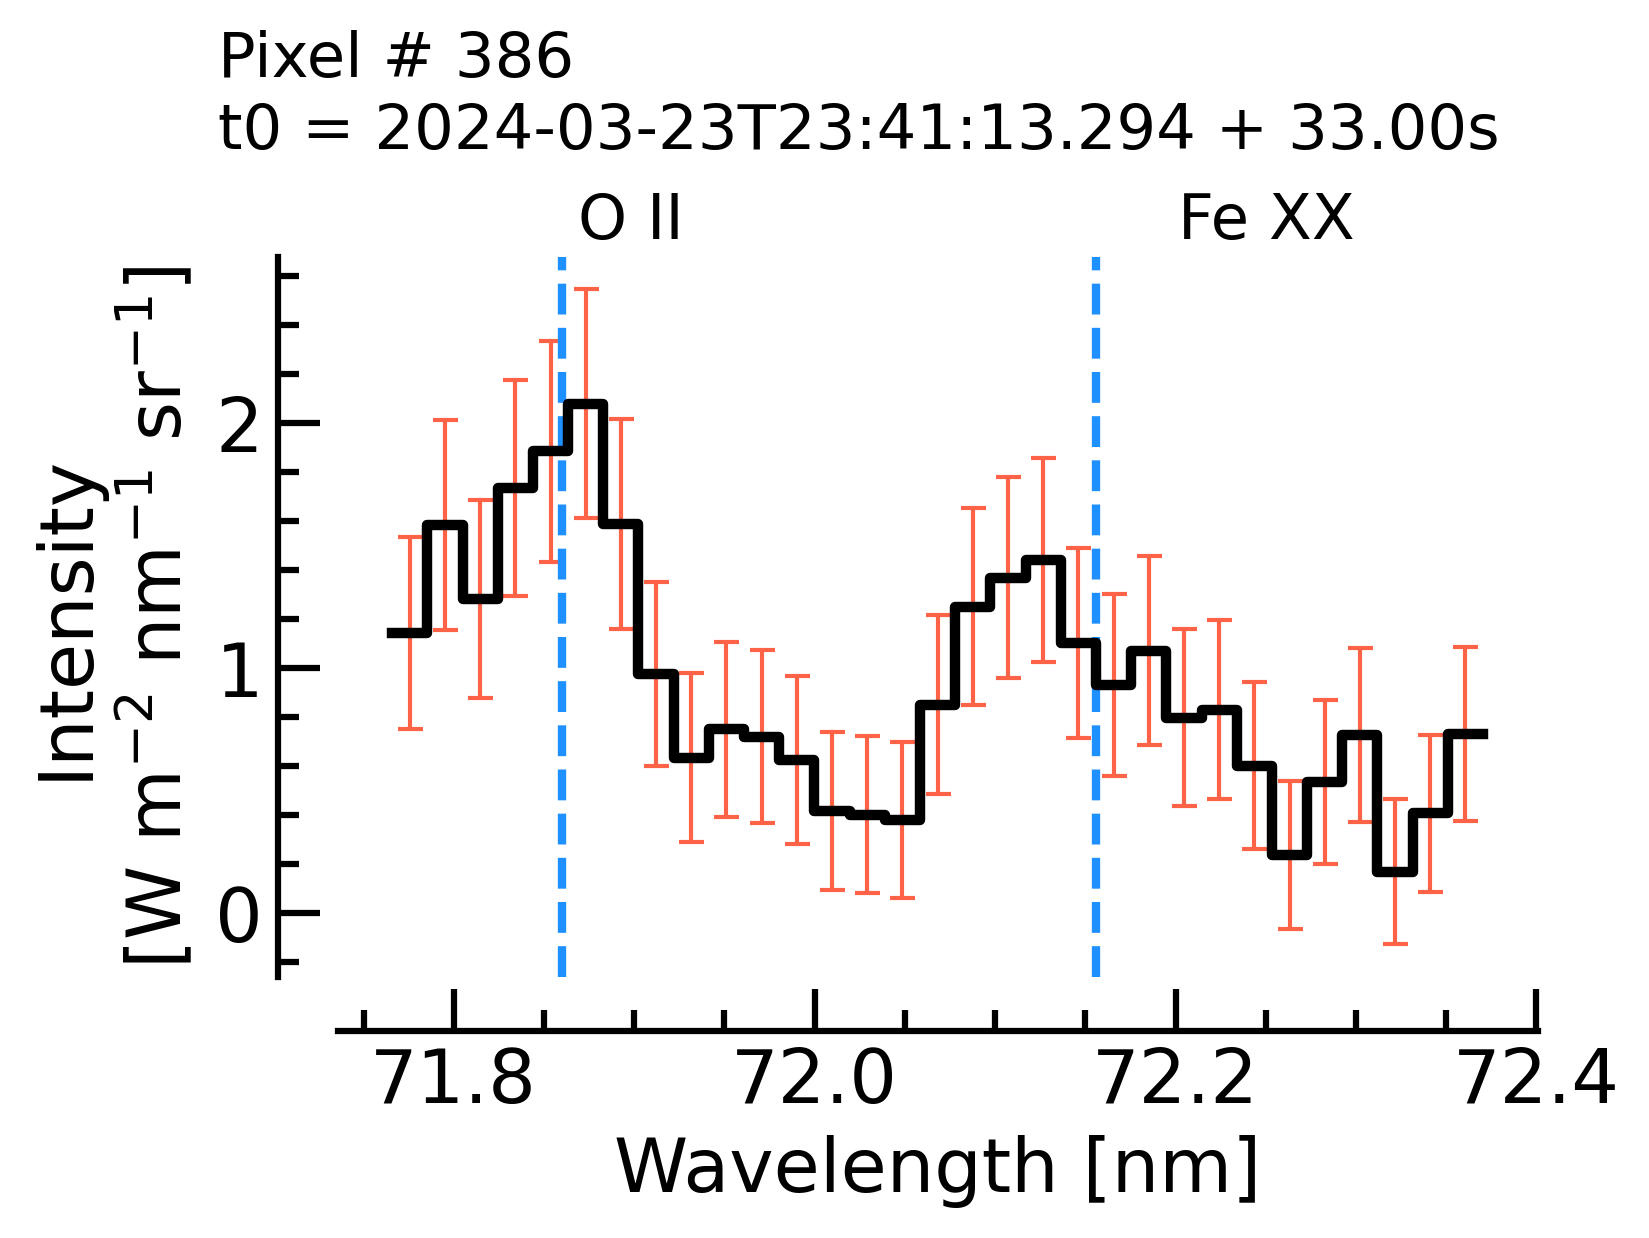 Pixel # 386
t0 = 2024-03-23T23:41:13.294 + 33.00s
O II
Fe XX
Intensity
[W m⁻² nm⁻¹ sr⁻¹]
2
1
0
71.8 72.0 72.2 72.4
Wavelength [nm]